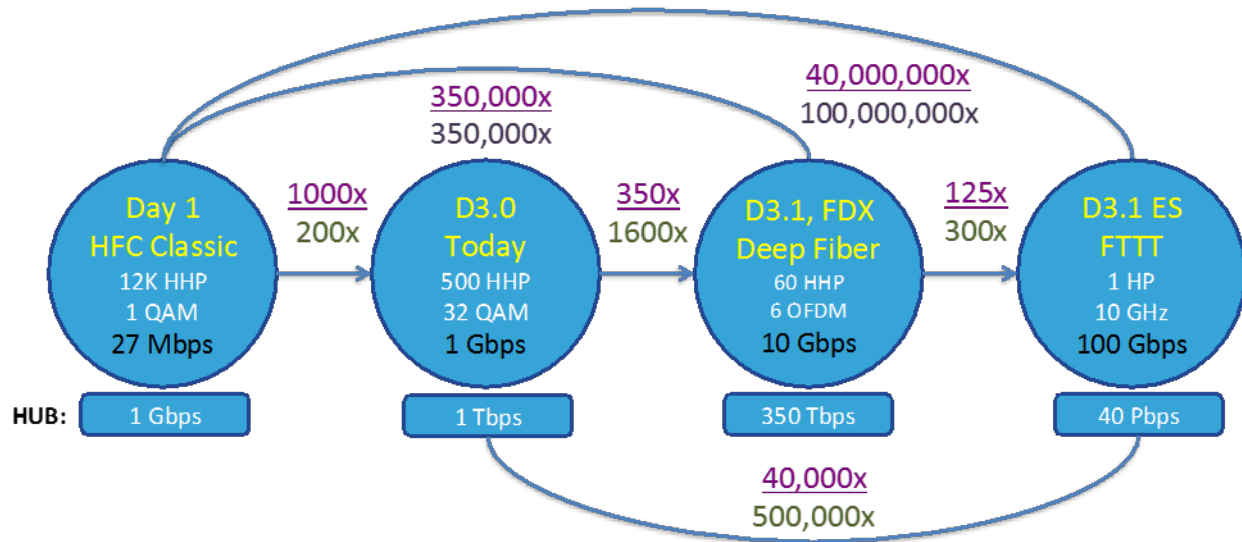 40,000,000x
100,000,000x
350,000x
350,000x
1000x
200x
350x
1600x
125x
300x
Day 1
HFC Classic
12K HHP
1 QAM
27 Mbps
D3.0
Today
500 HHP
32 QAM
1 Gbps
D3.1, FDX
Deep Fiber
60 HHP
6 OFDM
10 Gbps
D3.1 ES
FTTT
1 HP
10 GHz
100 Gbps
HUB:
1 Gbps
1 Tbps
350 Tbps
40 Pbps
40,000x
500,000x